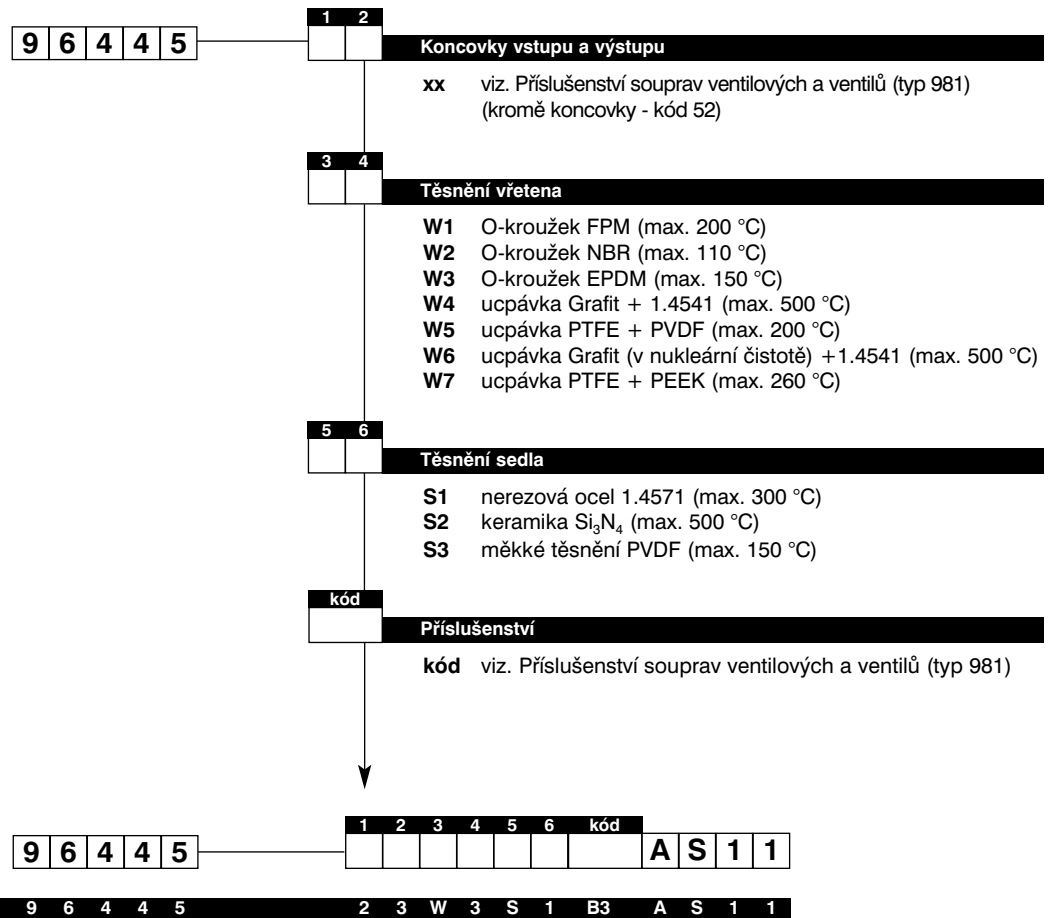 1 2
9 6 4 4 5
Koncovky vstupu a výstupu
xx viz. Příslušenství souprav ventilových a ventilů (typ 981)
(kromě koncovky - kód 52)
3 4
Těsnění vřetena
W1 O-kroužek FPM (max. 200 °C)
W2 O-kroužek NBR (max. 110 °C)
W3 O-kroužek EPDM (max. 150 °C)
W4 ucpávka Grafit + 1.4541 (max. 500 °C)
W5 ucpávka PTFE + PVDF (max. 200 °C)
W6 ucpávka Grafit (v nukleární čistotě) +1.4541 (max. 500 °C)
W7 ucpávka PTFE + PEEK (max. 260 °C)
5 6
Těsnění sedla
S1 nerezová ocel 1.4571 (max. 300 °C)
S2 keramika Si₃N₄ (max. 500 °C)
S3 měkké těsnění PVDF (max. 150 °C)
kód
Příslušenství
kód viz. Příslušenství souprav ventilových a ventilů (typ 981)
1 2 3 4 5 6 kód
9 6 4 4 5 A S 1 1
9 6 4 4 5 2 3 W 3 S 1 B3 A S 1 1